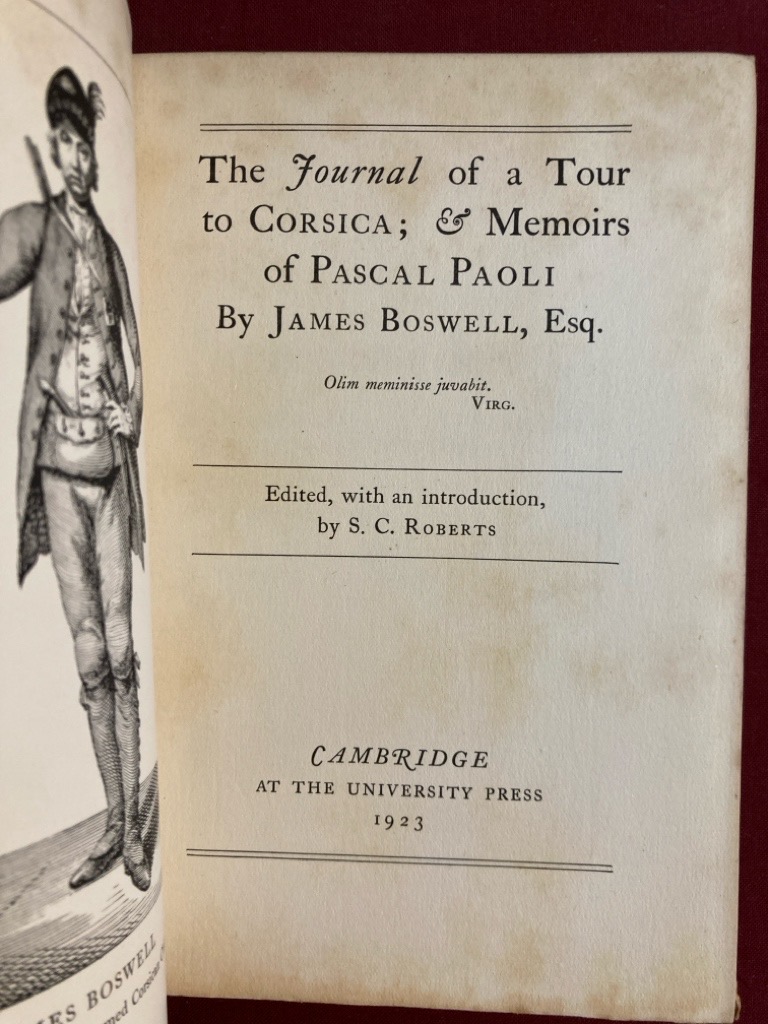 The Journal of a Tour
to CORSICA; & Memoirs
of PASCAL PAOLI
By JAMES BOSWELL, Esq.
Olim meminisse juvabit.
VIRG.
Edited, with an introduction,
by S. C. ROBERTS
CAMBRIDGE
AT THE UNIVERSITY PRESS
1923
BOSWELL
Corsican